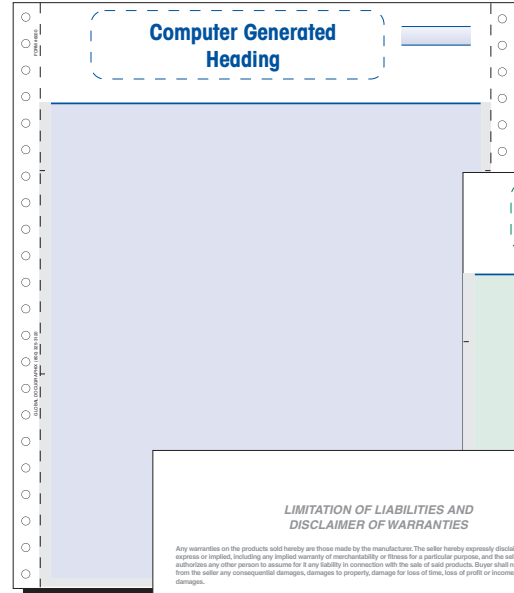 Computer Generated
Heading
LIMITATION OF LIABILITIES AND
DISCLAIMER OF WARRANTIES
Any warranties on the products sold hereby are those made by the manufacturer. The seller hereby expressly disclai
express or implied, including any implied warranty of merchantability or fitness for a particular purpose, and the sel
authorizes any other person to assume for it any liability in connection with the sale of said products. Buyer shall n
from the seller any consequential damages, damages to property, damage for loss of time, loss of profit or income
damages.